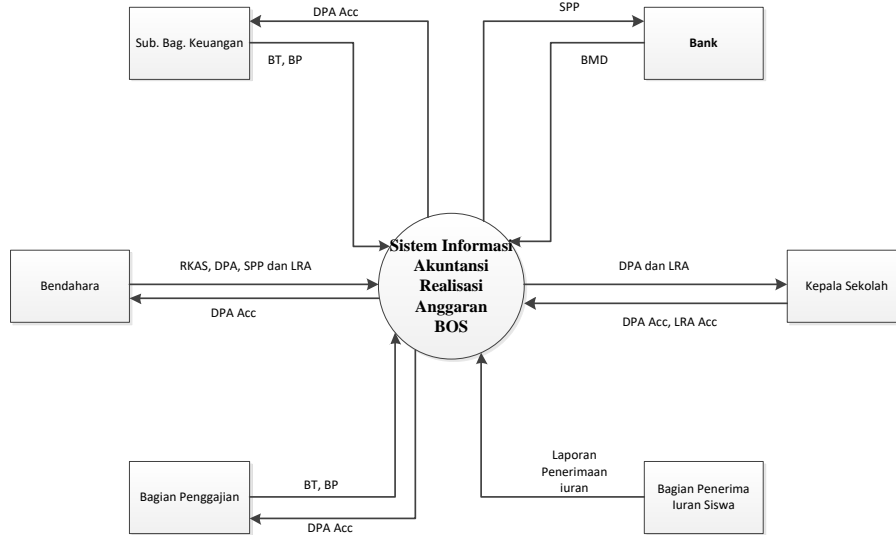 DPA Acc
SPP
Sub. Bag. Keuangan
BT, BP
Bank
BMD
Sistem Informasi
Akuntansi
Realisasi
Anggaran
BOS
Bendahara
RKAS, DPA, SPP dan LRA
DPA Acc
DPA dan LRA
DPA Acc, LRA Acc
Kepala Sekolah
Bagian Penggajian
BT, BP
DPA Acc
Laporan
Penerimaan
iuran
Bagian Penerima
Iuran Siswa